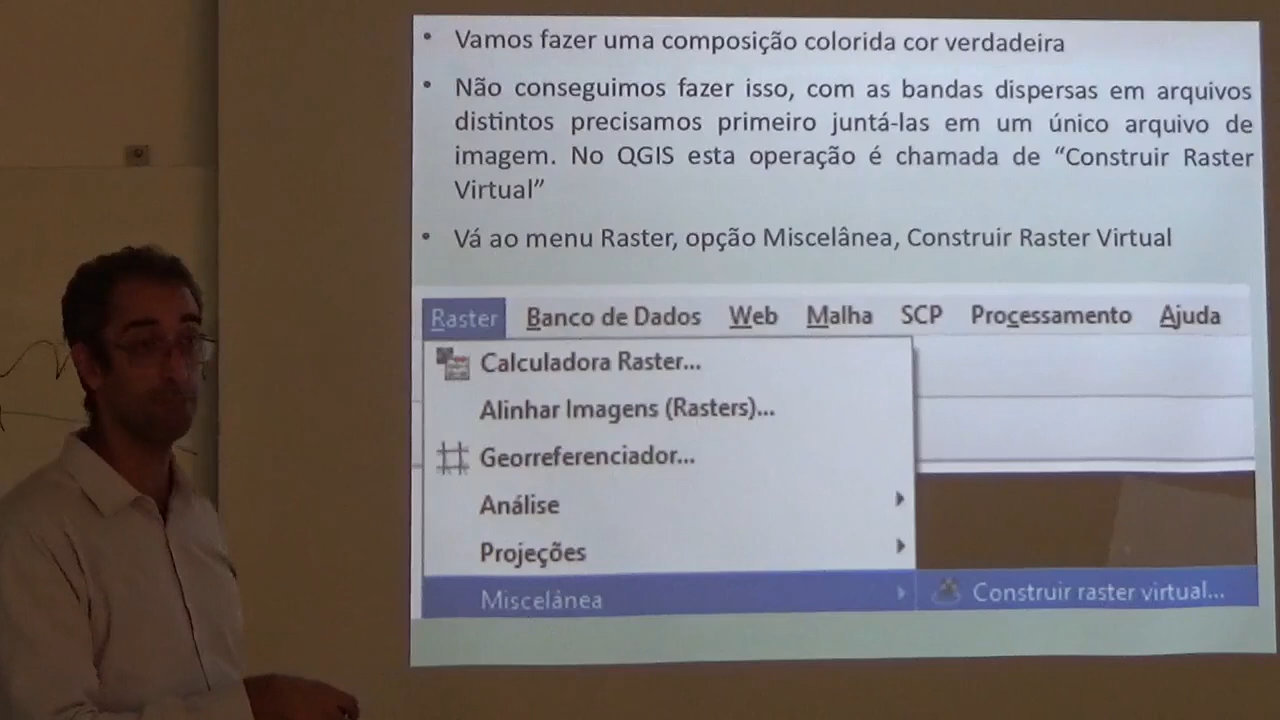 • Vamos fazer uma composição colorida cor verdadeira
• Não conseguimos fazer isso, com as bandas dispersas em arquivos
distintos precisamos primeiro juntá-las em um único arquivo de
imagem. No QGIS esta operação é chamada de “Construir Raster
Virtual”
• Vá ao menu Raster, opção Miscelânea, Construir Raster Virtual
Raster Banco de Dados Web Malha SCP Processamento Ajuda
Calculadora Raster...
Alinhar Imagens (Rasters)...
Georreferenciador...
Análise
Projeções
Miscelânea Construir raster virtual...